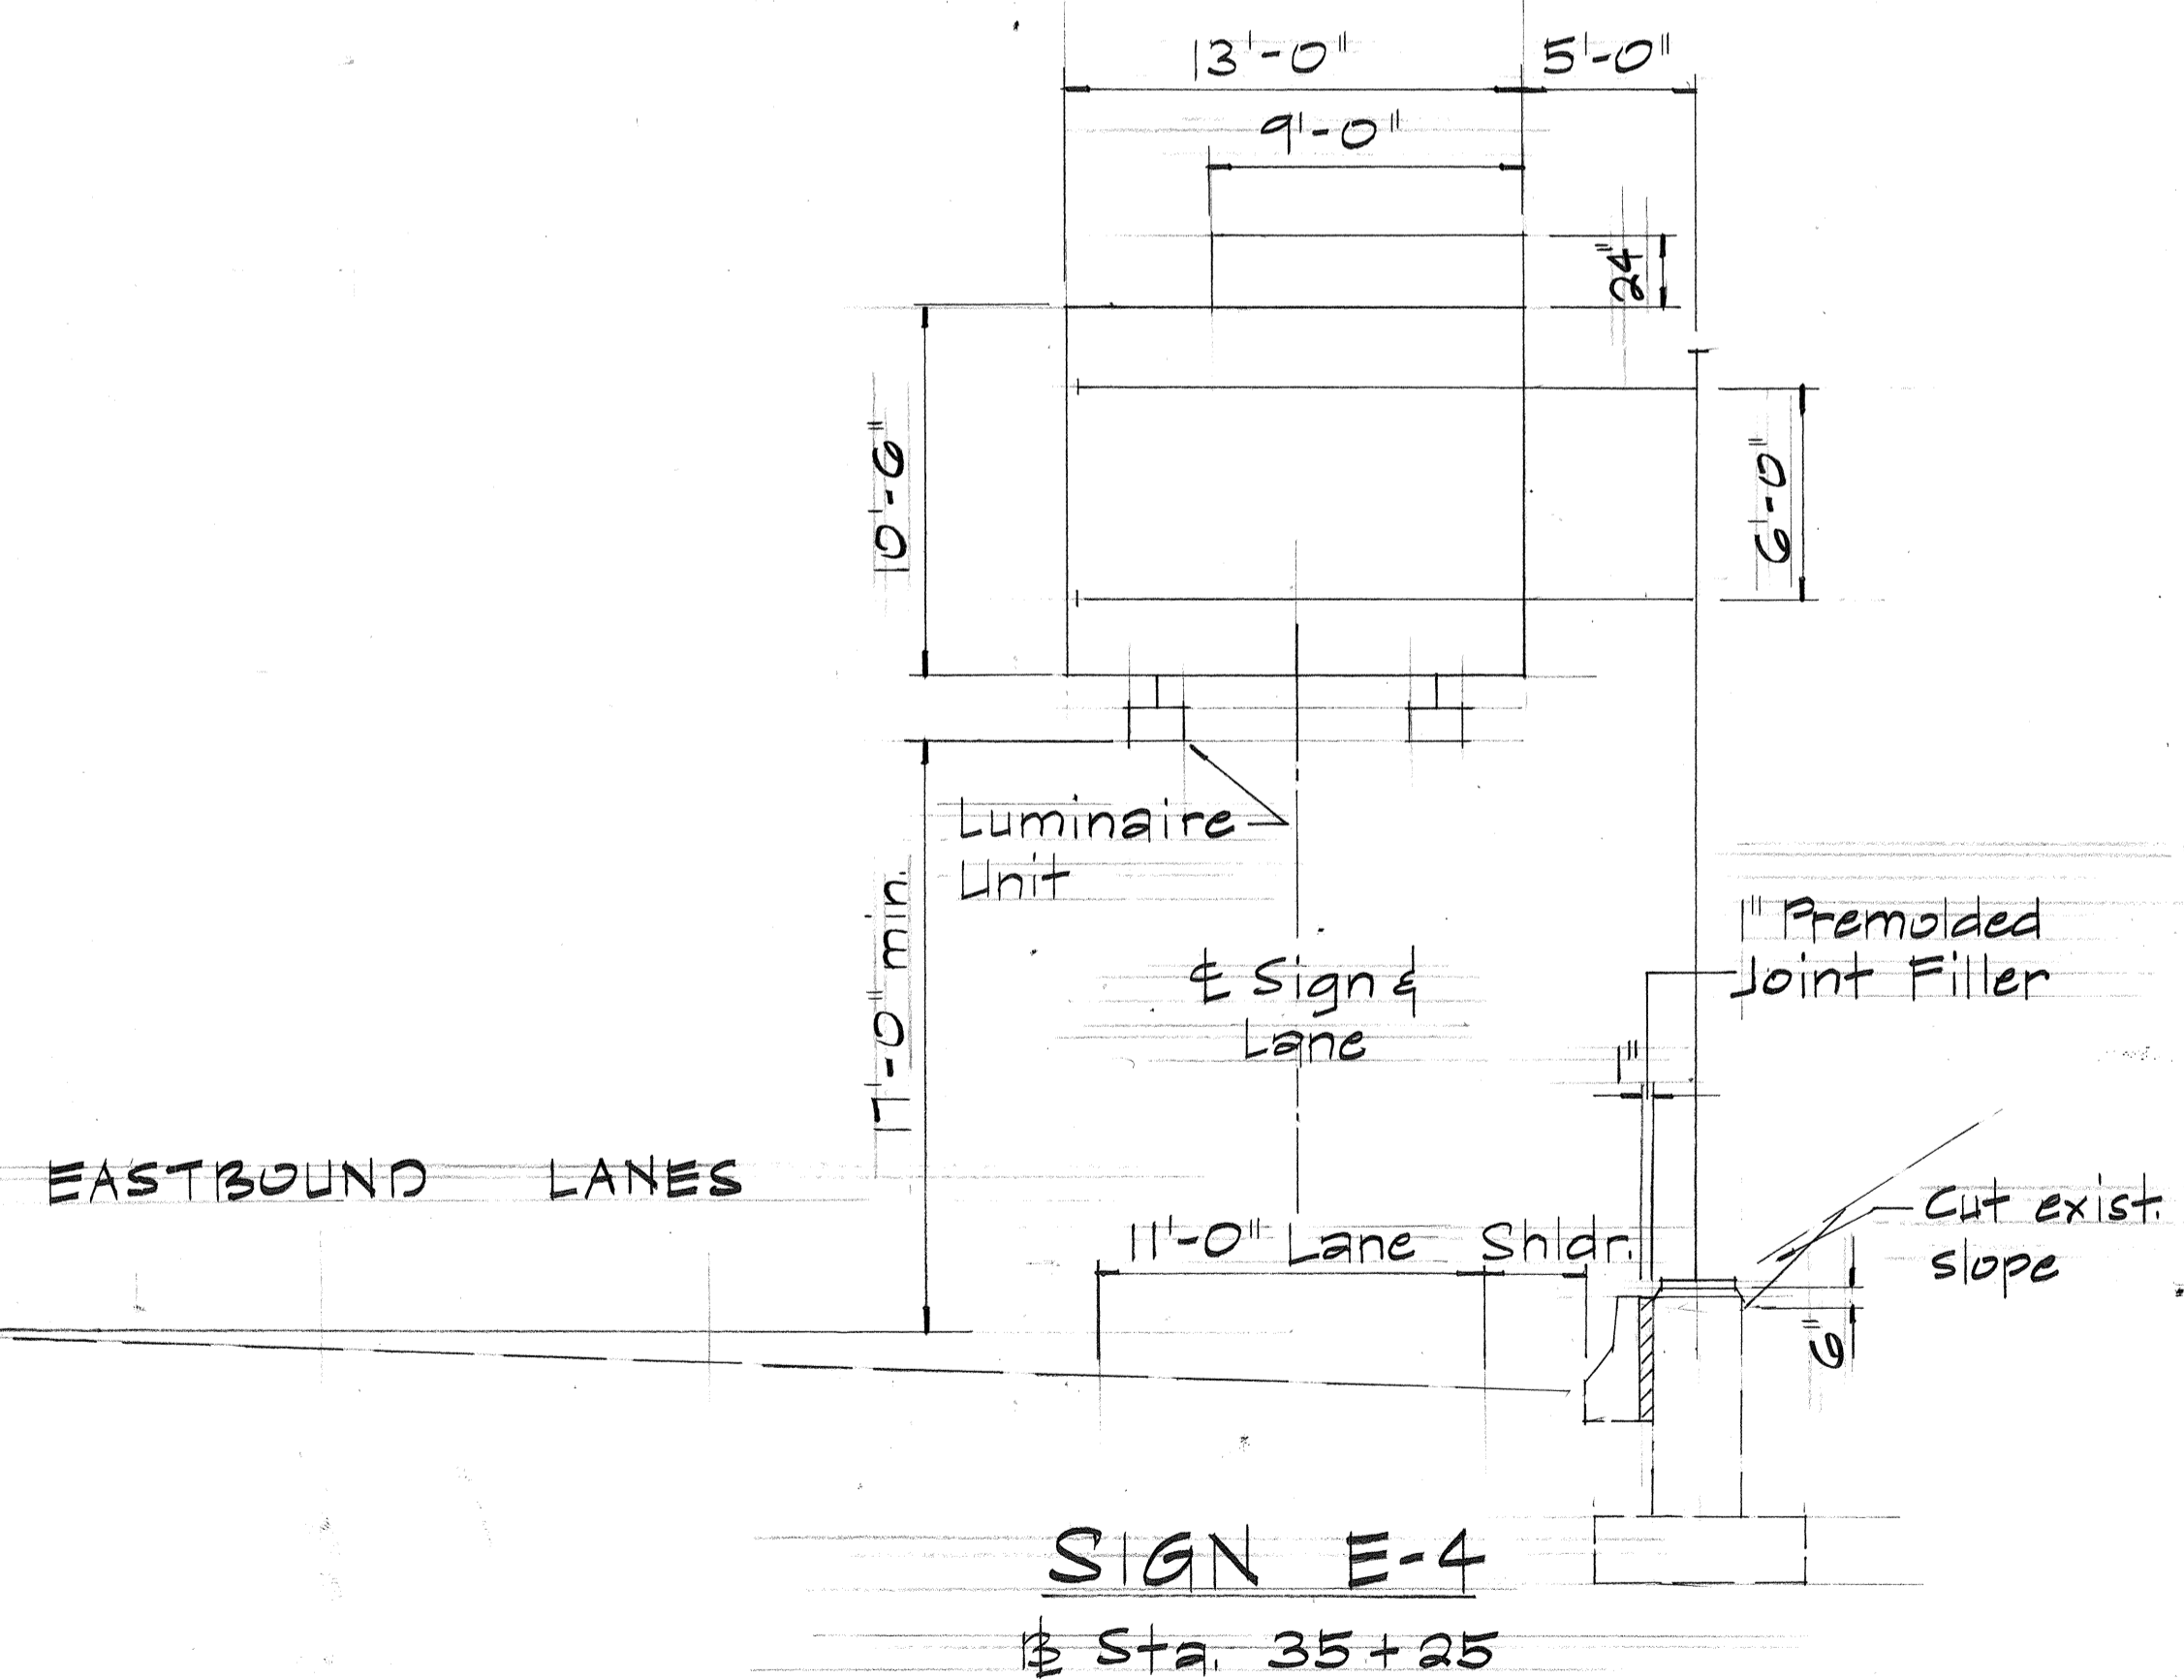 13'-0" 5'-0"
9'-0"
24"
10'-6"
6'-0"
Luminaire
Unit
17'-0" min.
1" Premolded
Joint Filler
℄ Sign &
Lane
1"
EASTBOUND LANES
11'-0" Lane Shldr.
Cut exist.
slope
6"
SIGN E-4
Sta. 35+25